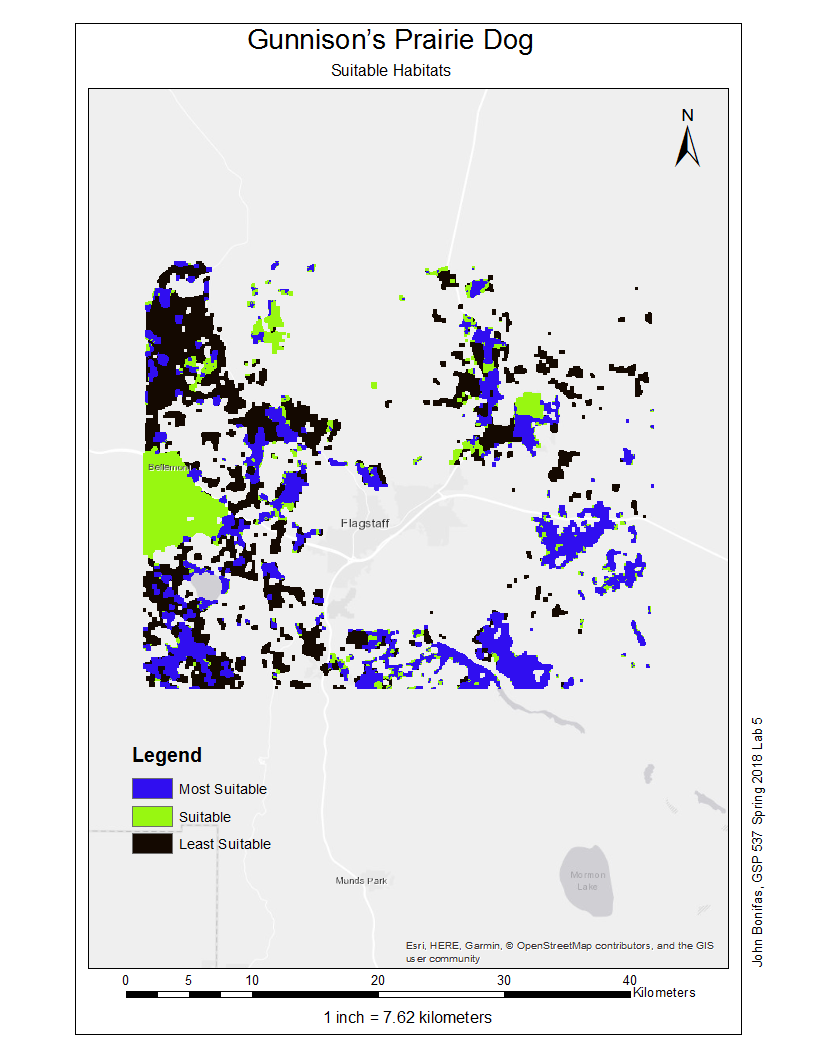 Gunnison’s Prairie Dog
Suitable Habitats
N
Bellemont
Flagstaff
Legend
Most Suitable
Suitable
Least Suitable
Munds Park
Mormon
Lake
Esri, HERE, Garmin, © OpenStreetMap contributors, and the GIS
user community
0 5 10 20 30 40
Kilometers
1 inch = 7.62 kilometers
John Bonifas, GSP 537 Spring 2018 Lab 5